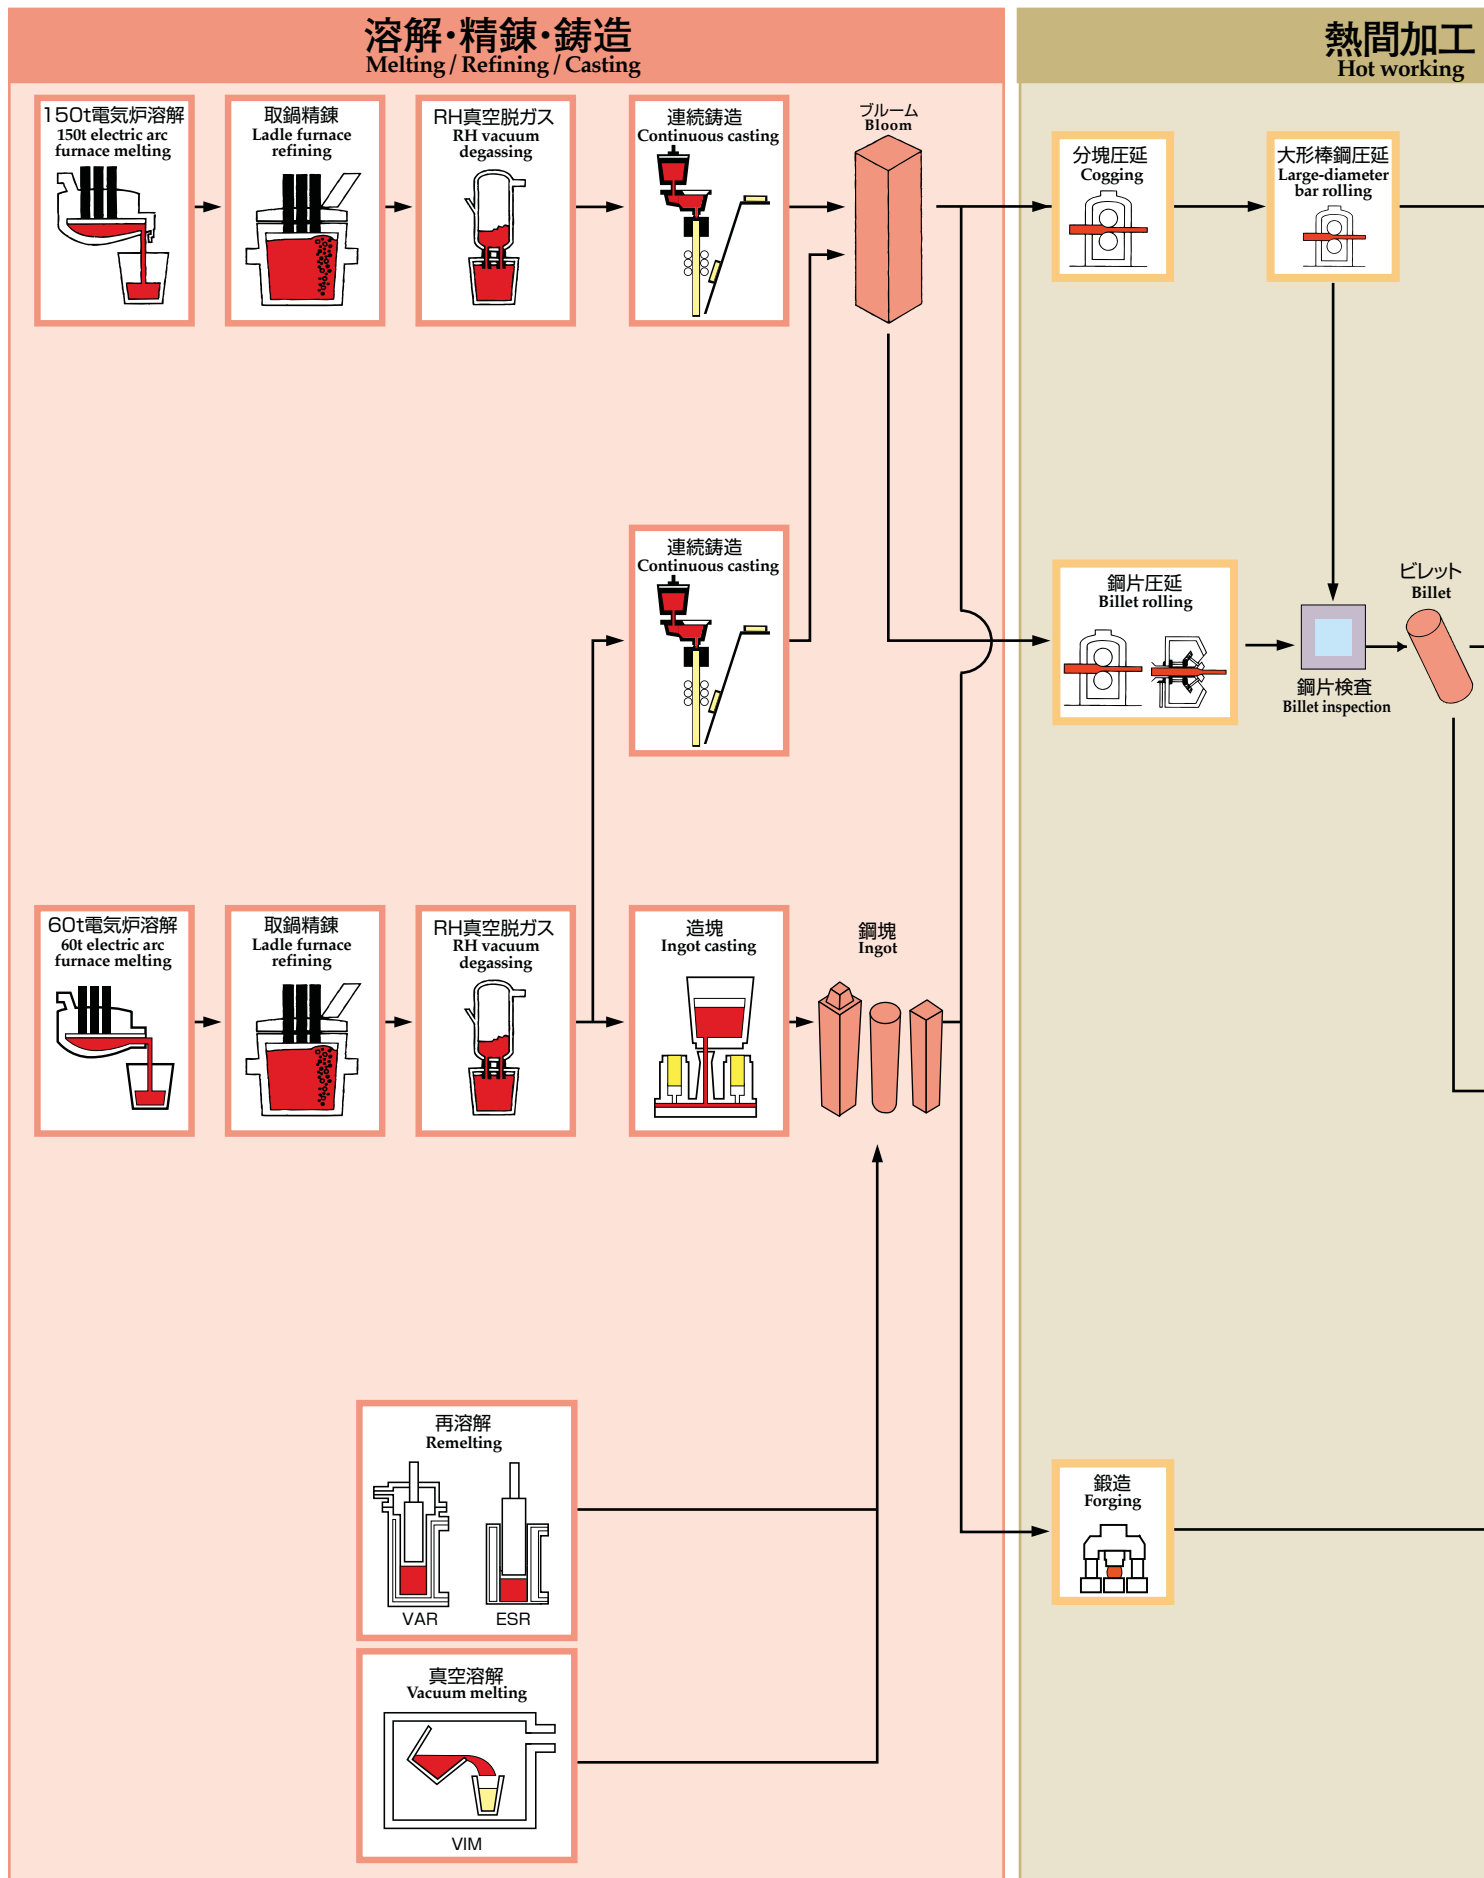 溶解・精錬・鋳造
Melting / Refining / Casting
熱間加工
Hot working
150t電気炉溶解
150t electric arc
furnace melting
取鍋精錬
Ladle furnace
refining
RH真空脱ガス
RH vacuum
degassing
連続鋳造
Continuous casting
ブルーム
Bloom
分塊圧延
Cogging
大形棒鋼圧延
Large-diameter
bar rolling
連続鋳造
Continuous casting
鋼片圧延
Billet rolling
鋼片検査
Billet inspection
ビレット
Billet
60t電気炉溶解
60t electric arc
furnace melting
取鍋精錬
Ladle furnace
refining
RH真空脱ガス
RH vacuum
degassing
造塊
Ingot casting
鋼塊
Ingot
再溶解
Remelting
VAR
ESR
鍛造
Forging
真空溶解
Vacuum melting
VIM